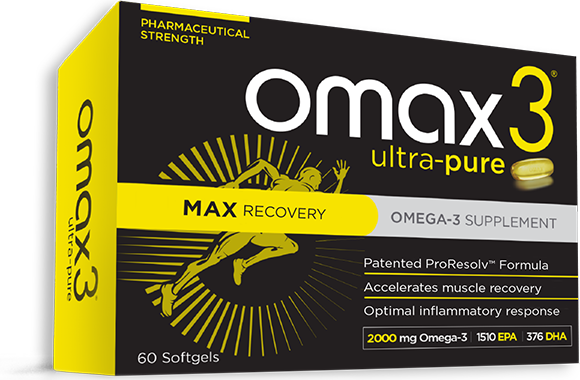 PHARMACEUTICAL
STRENGTH
omax3®
ultra-pure
MAX RECOVERY
OMEGA-3 SUPPLEMENT
Patented ProResolv™ Formula
Accelerates muscle recovery
Optimal inflammatory response
2000 mg Omega-3 | 1510 EPA | 376 DHA
60 Softgels
omax3®
ultra-pure